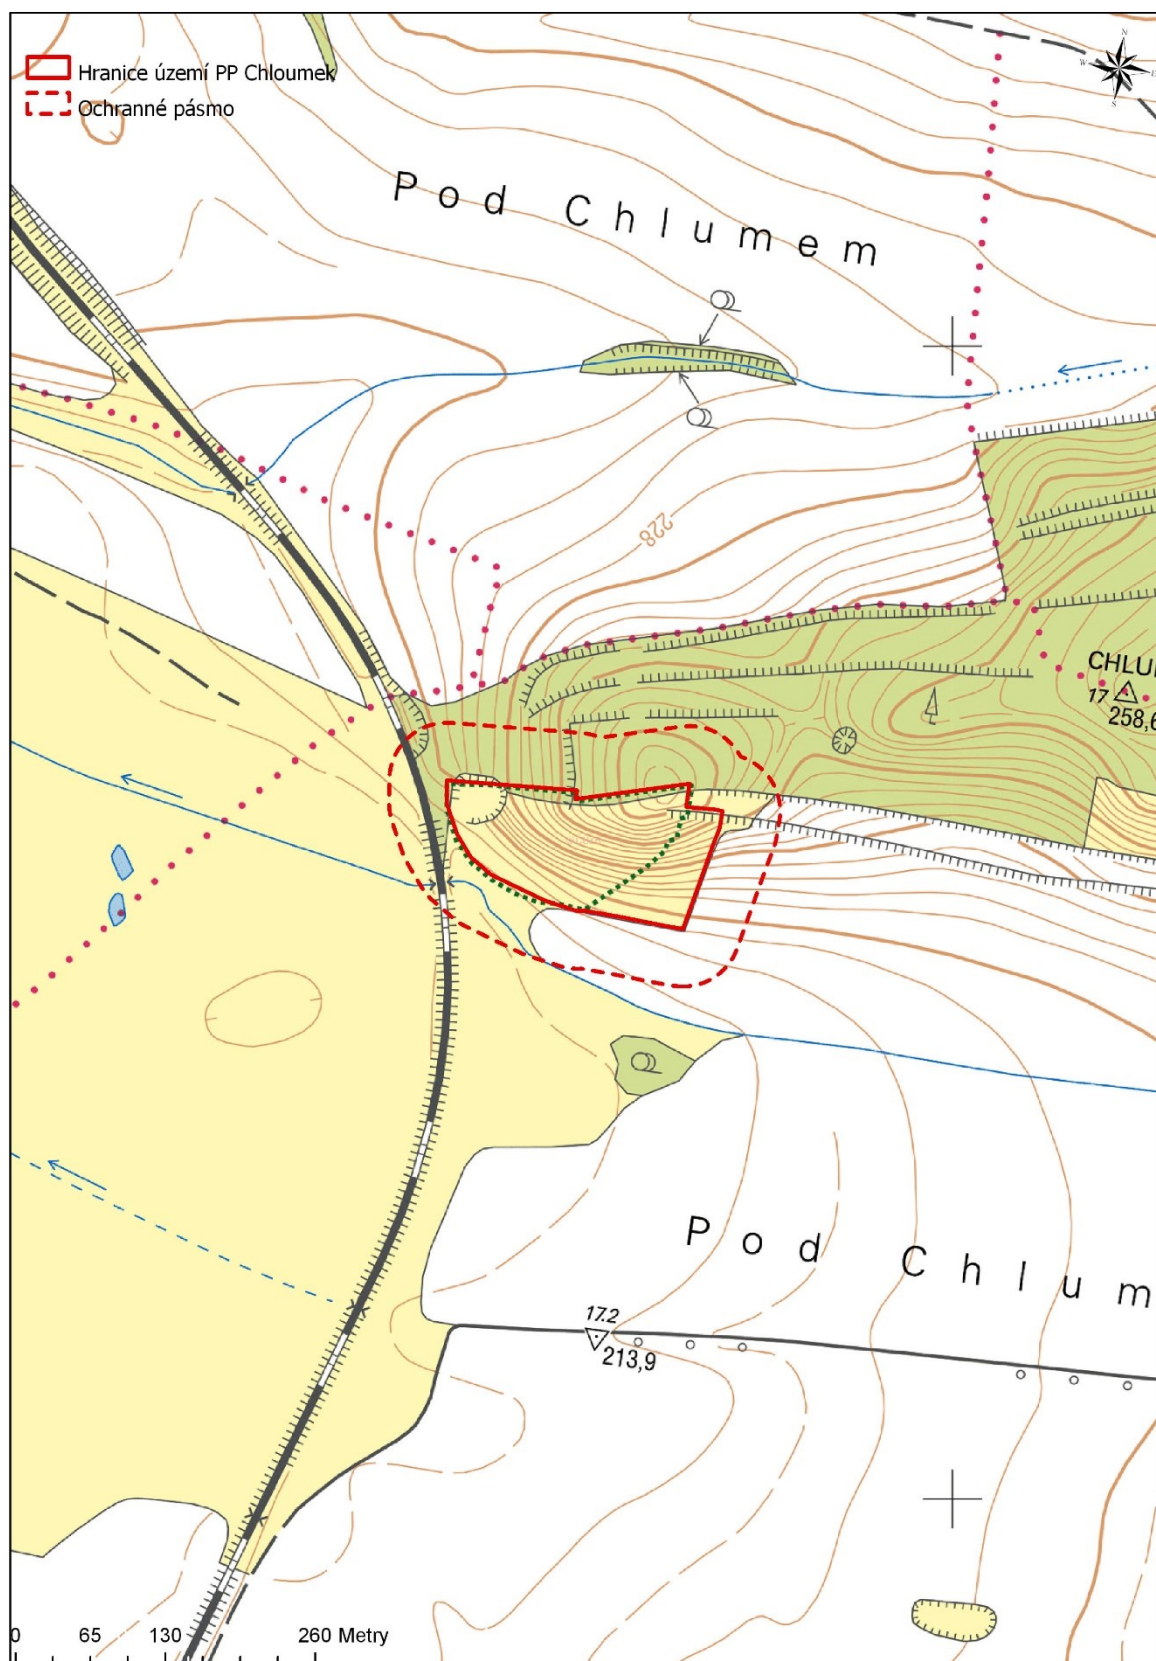 N
W
E
S
Hranice území PP Chloumek
Ochranné pásmo
Pod Chlumem
228
CHLU
17
258,6
Pod Chlum
17.2
213,9
0 65 130 260 Metry